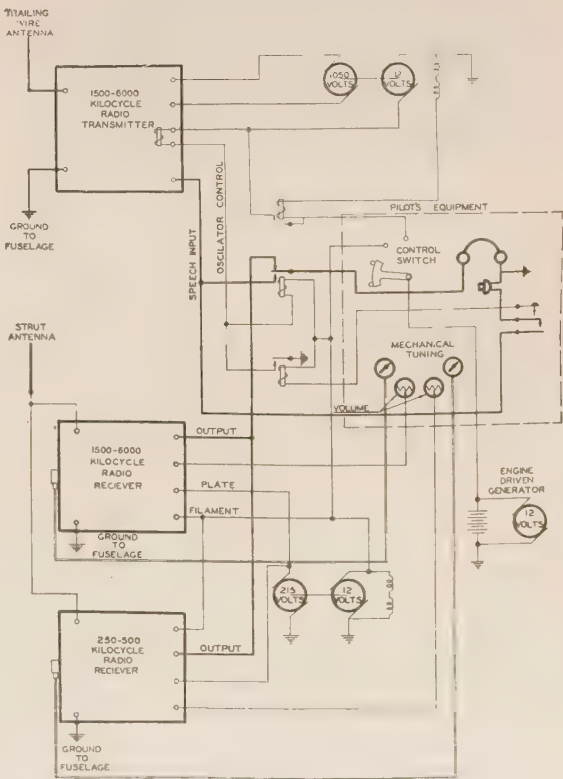 TRAILING
WIRE
ANTENNA
1500-6000
KILOCYCLE
RADIO
TRANSMITTER
GROUND
TO
FUSELAGE
1050
VOLTS
12
VOLTS
PILOT'S EQUIPMENT
CONTROL
SWITCH
SPEECH INPUT
OSCILATOR CONTROL
STRUT
ANTENNA
MECHANICAL
TUNING
VOLUME
1500-6000
KILOCYCLE
RADIO
RECIEVER
OUTPUT
PLATE
FILAMENT
GROUND
TO
FUSELAGE
ENGINE
DRIVEN
GENERATOR
12
VOLTS
215
VOLTS
12
VOLTS
250-500
KILOCYCLE
RADIO
RECIEVER
OUTPUT
GROUND
TO
FUSELAGE